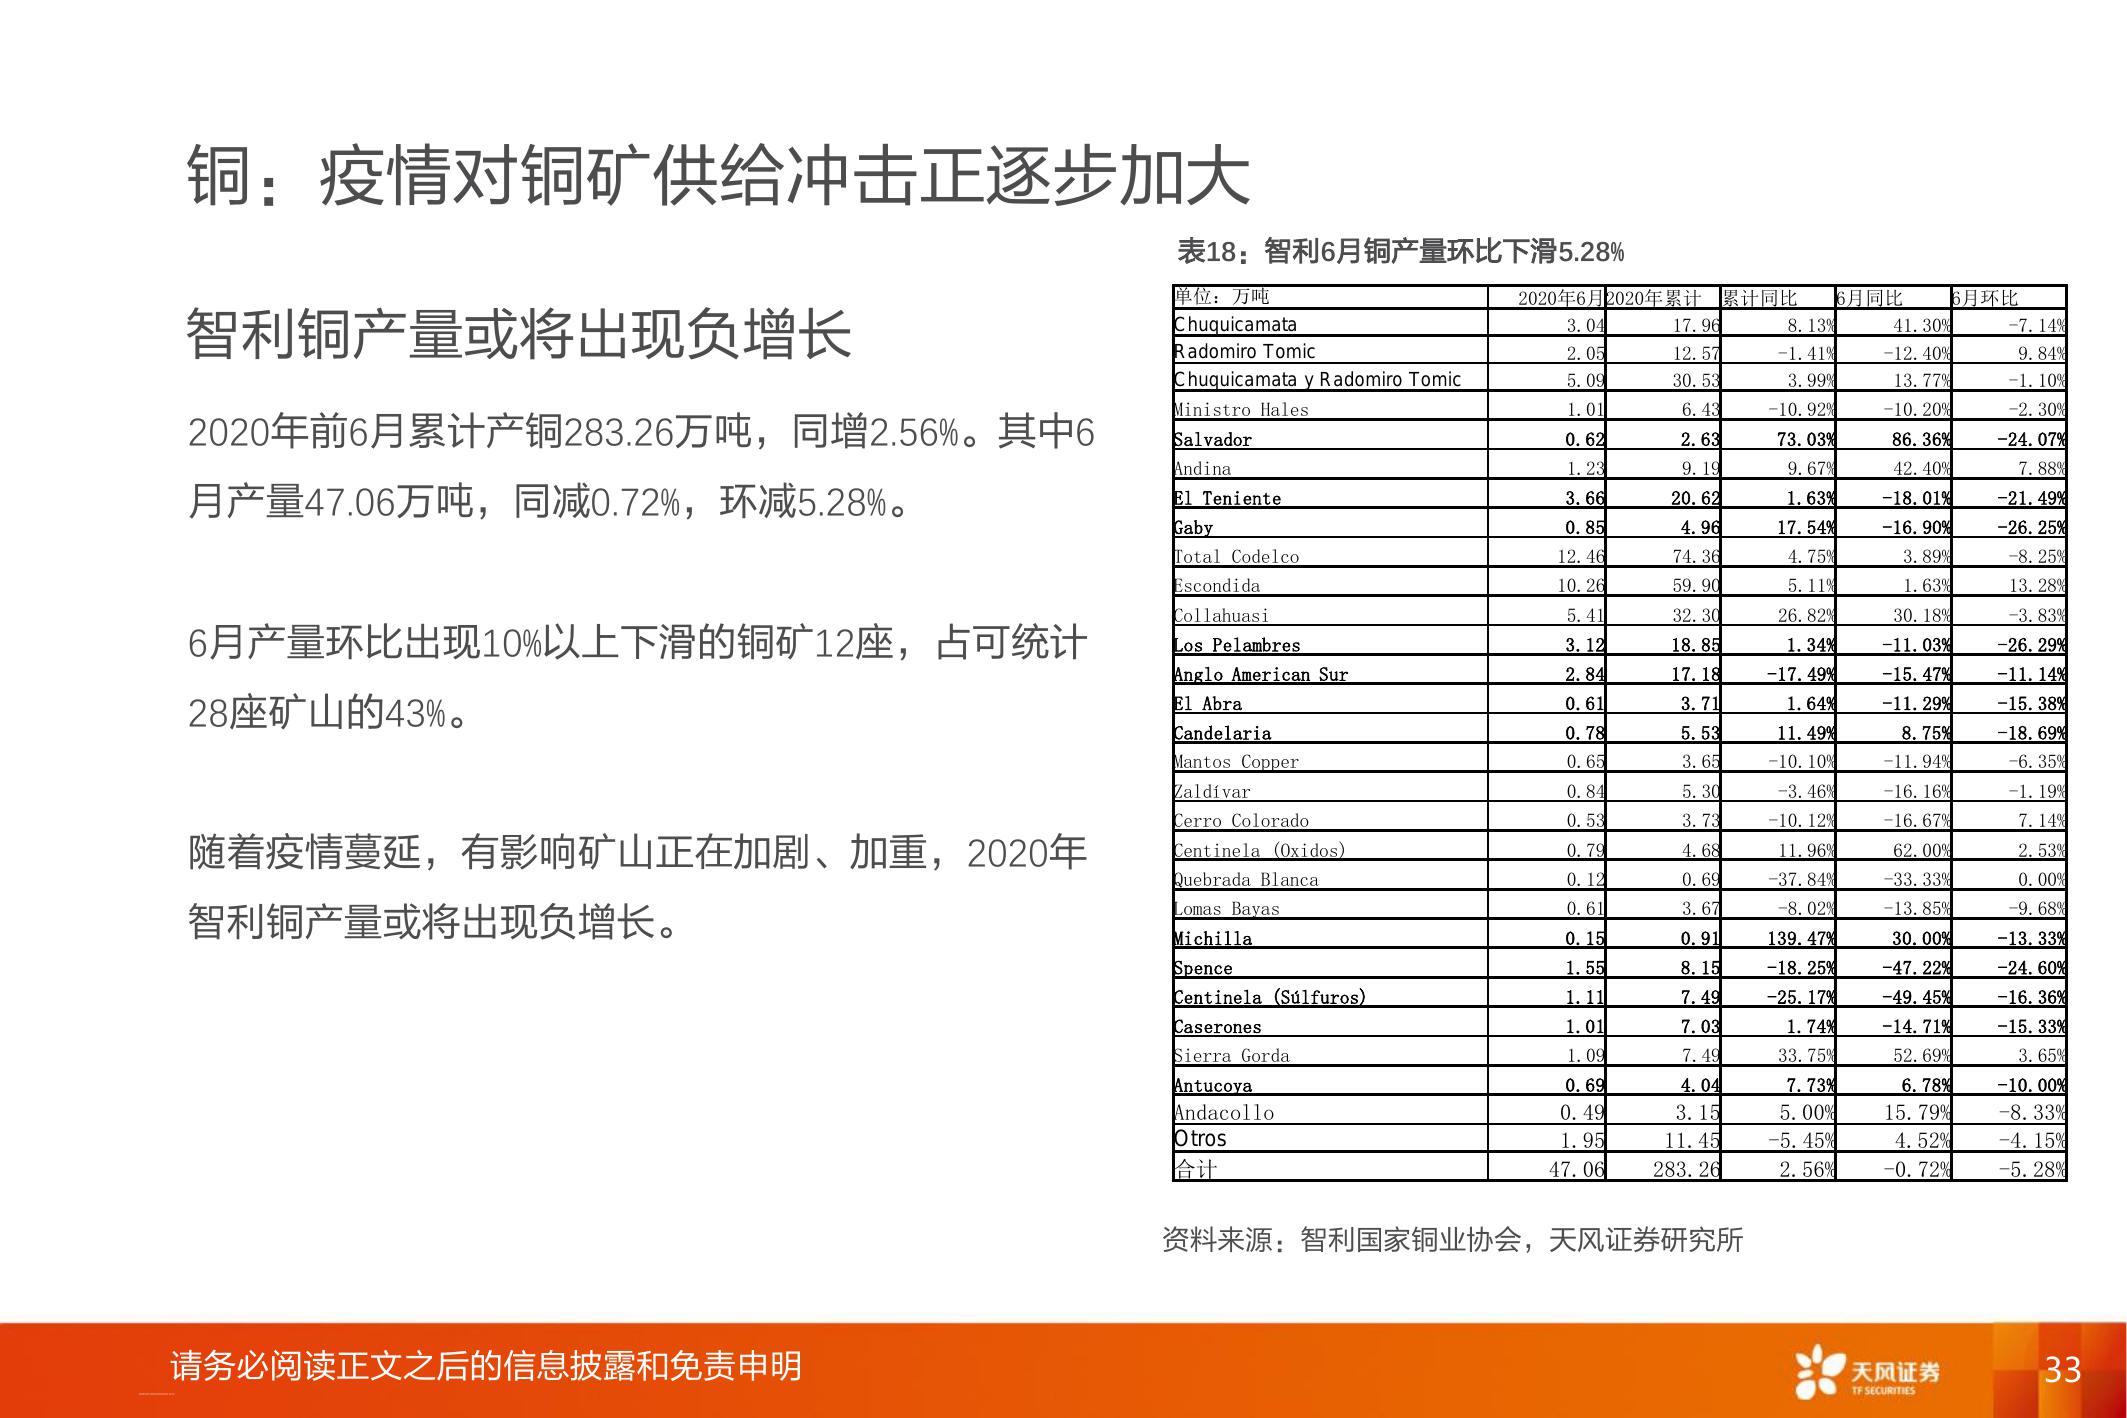 铜：疫情对铜矿供给冲击正逐步加大
智利铜产量或将出现负增长
2020年前6月累计产铜283.26万吨，同增2.56%。其中6
月产量47.06万吨，同减0.72%，环减5.28%。
6月产量环比出现10%以上下滑的铜矿12座，占可统计
28座矿山的43%。
随着疫情蔓延，有影响矿山正在加剧、加重，2020年
智利铜产量或将出现负增长。
表18：智利6月铜产量环比下滑5.28%
单位：万吨 2020年6月 2020年累计 累计同比 6月同比 6月环比
Chuquicamata 3.04 17.96 8.13% 41.30% -7.14%
Radomiro Tomic 2.05 12.57 -1.41% -12.40% 9.84%
Chuquicamata y Radomiro Tomic 5.09 30.53 3.99% 13.77% -1.10%
Ministro Hales 1.01 6.43 -10.92% -10.20% -2.30%
Salvador 0.62 2.63 73.03% 86.36% -24.07%
Andina 1.23 9.19 9.67% 42.40% 7.88%
El Teniente 3.66 20.62 1.63% -18.01% -21.49%
Gaby 0.85 4.96 17.54% -16.90% -26.25%
Total Codelco 12.46 74.36 4.75% 3.89% -8.25%
Escondida 10.26 59.90 5.11% 1.63% 13.28%
Collahuasi 5.41 32.30 26.82% 30.18% -3.83%
Los Pelambres 3.12 18.85 1.34% -11.03% -26.29%
Anglo American Sur 2.84 17.18 -17.49% -15.47% -11.14%
El Abra 0.61 3.71 1.64% -11.29% -15.38%
Candelaria 0.78 5.53 11.49% 8.75% -18.69%
Mantos Copper 0.65 3.65 -10.10% -11.94% -6.35%
Zaldívar 0.84 5.30 -3.46% -16.16% -1.19%
Cerro Colorado 0.53 3.73 -10.12% -16.67% 7.14%
Centinela (Oxidos) 0.79 4.68 11.96% 62.00% 2.53%
Quebrada Blanca 0.12 0.69 -37.84% -33.33% 0.00%
Lomas Bayas 0.61 3.67 -8.02% -13.85% -9.68%
Michilla 0.15 0.91 139.47% 30.00% -13.33%
Spence 1.55 8.15 -18.25% -47.22% -24.60%
Centinela (Súlfuros) 1.11 7.49 -25.17% -49.45% -16.36%
Caserones 1.01 7.03 1.74% -14.71% -15.33%
Sierra Gorda 1.09 7.49 33.75% 52.69% 3.65%
Antucoya 0.69 4.04 7.73% 6.78% -10.00%
Andacollo 0.49 3.15 5.00% 15.79% -8.33%
Otros 1.95 11.45 -5.45% 4.52% -4.15%
合计 47.06 283.26 2.56% -0.72% -5.28%
资料来源：智利国家铜业协会，天风证券研究所
请务必阅读正文之后的信息披露和免责申明
天风证券
TF SECURITIES
33